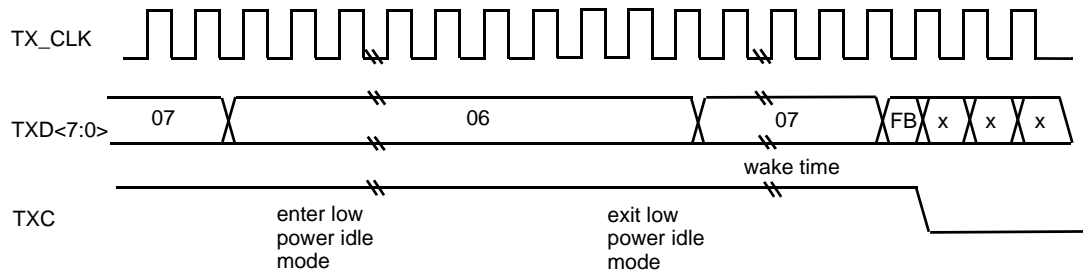 TX_CLK
TXD<7:0>
07
06
07
FB
x
x
x
wake time
TXC
enter low
power idle
mode
exit low
power idle
mode